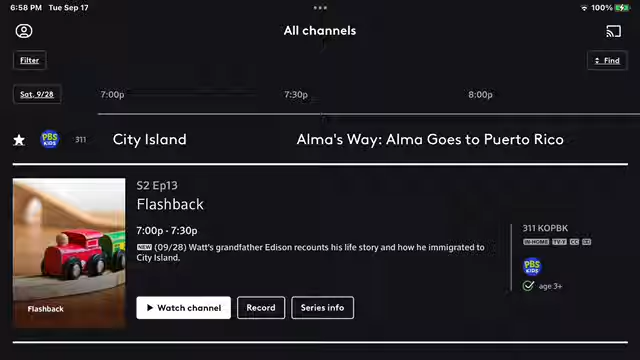 6:58 PM Tue Sep 17
100%
All channels
Filter
Find
Sat, 9/28
7:00p
7:30p
8:00p
PBS KIDS
311
City Island
Alma's Way: Alma Goes to Puerto Rico
S2 Ep13
Flashback
7:00p - 7:30p
NEW (09/28) Watt's grandfather Edison recounts his life story and how he immigrated to
City Island.
311 KOPBK
IN-HOME TV-Y CC
PBS KIDS
age 3+
Flashback
Watch channel
Record
Series info